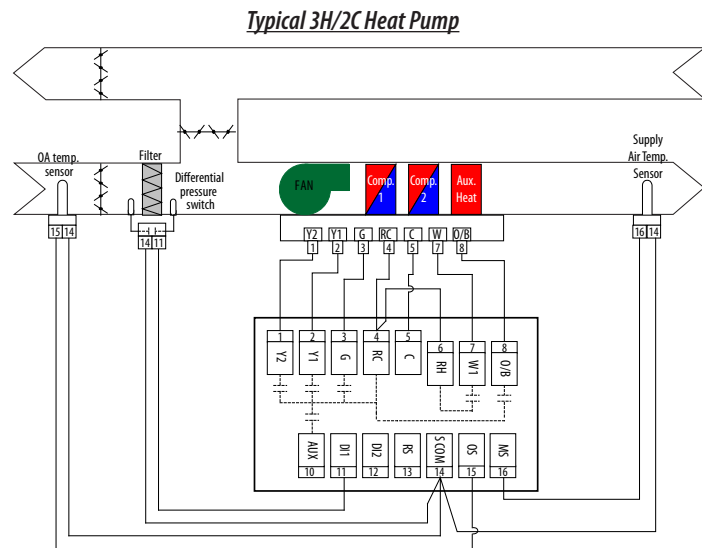 Typical 3H/2C Heat Pump
OA temp.
sensor
Filter
Differential
pressure
switch
FAN
Comp.
1
Comp.
2
Aux.
Heat
Supply
Air Temp.
Sensor
15 14
14 11
16 14
Y2 Y1 G RC C W O/B
1 2 3 4 5 7 8
1 2 3 4 5 6 7 8
Y2 Y1 G RC C RH W1 O/B
AUX DI1 DI2 RS S COM OS MS
10 11 12 13 14 15 16